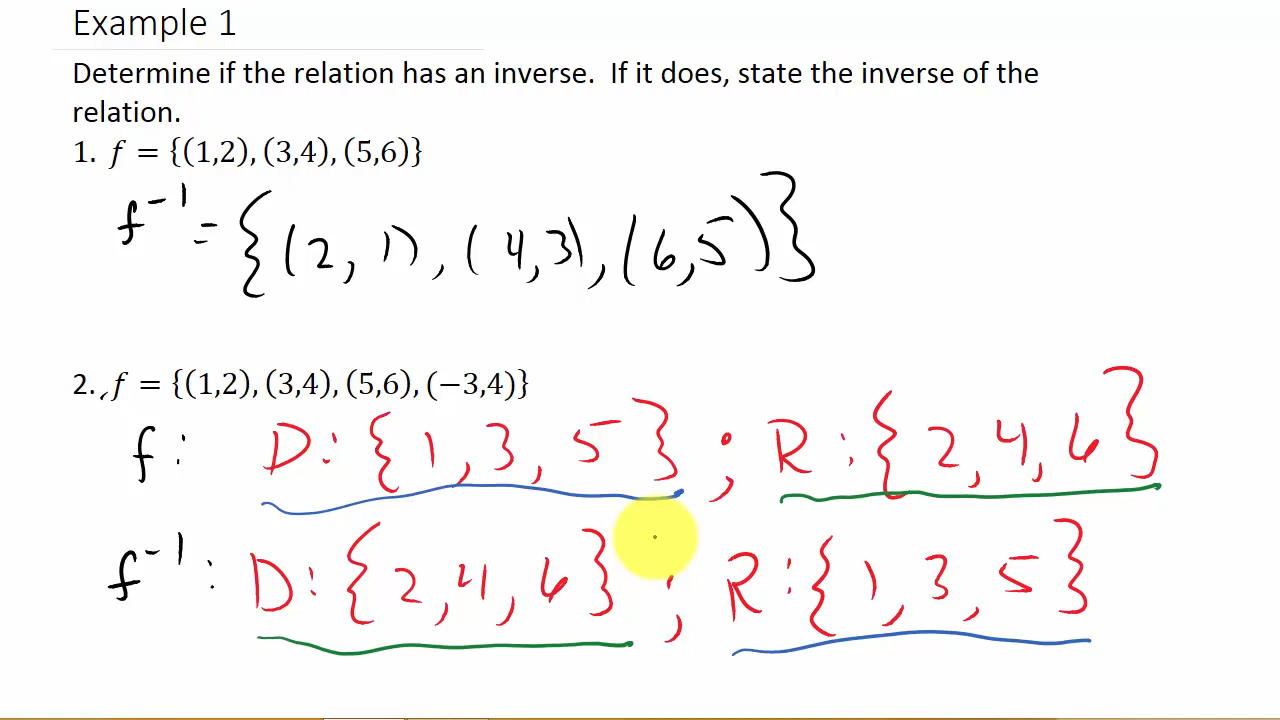 Example 1
Determine if the relation has an inverse. If it does, state the inverse of the
relation.
1. f = {(1,2), (3,4), (5,6)}
f⁻¹ = {(2, 1), (4,3), (6,5)}
2. f = {(1,2), (3,4), (5,6), (−3,4)}
f: D: {1, 3, 5} ; R: {2, 4, 6}
f⁻¹: D: {2, 4, 6} ; R: {1, 3, 5}